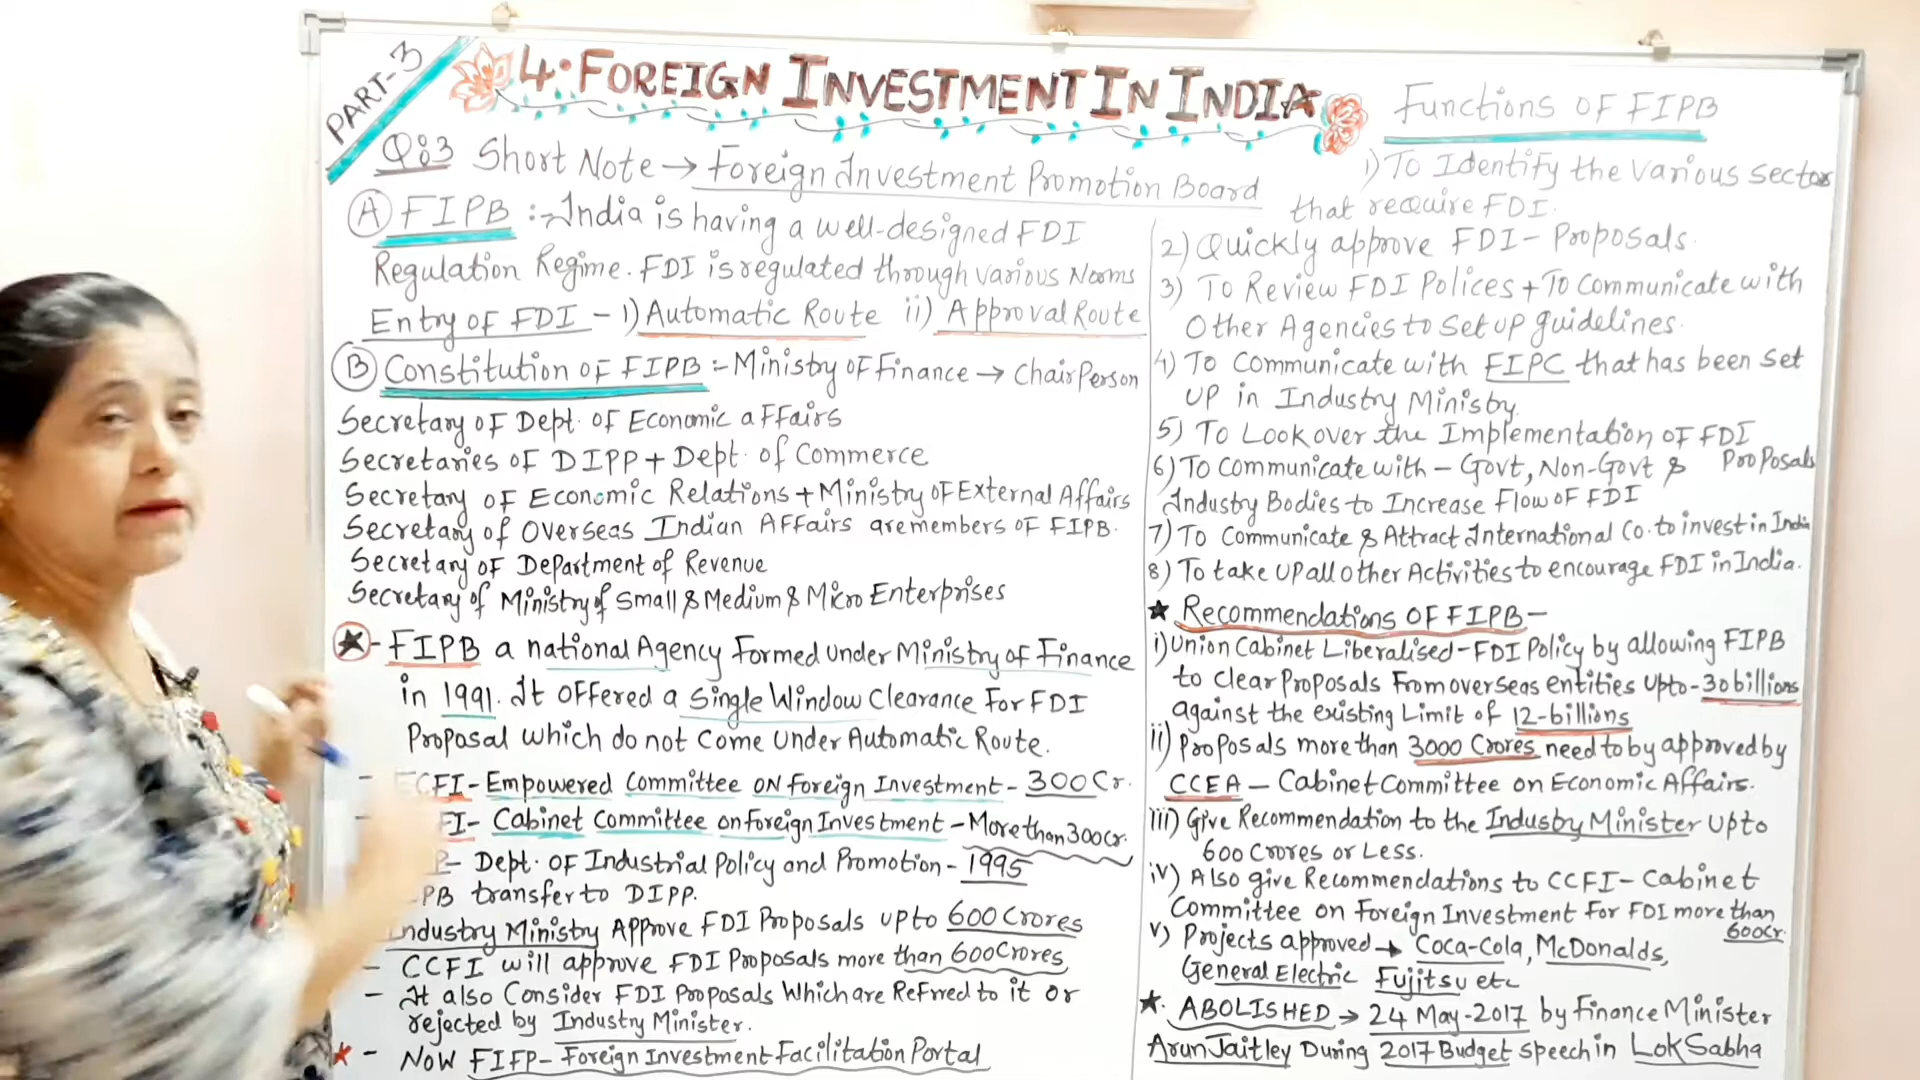 PART-3
4. FOREIGN INVESTMENT IN INDIA
Q:3 Short Note → Foreign Investment Promotion Board
(A) FIPB :- India is having a well-designed FDI
Regulation Regime. FDI is regulated through various Norms
Entry OF FDI - i) Automatic Route ii) Approval Route
(B) Constitution OF FIPB :- Ministry OF Finance → ChairPerson
Secretary OF Dept. of Economic aFFairs
Secretaries OF DIPP + Dept. of Commerce
Secretary OF Economic Relations + Ministry OF External Affairs
Secretary of Overseas Indian AFFairs are members OF FIPB.
Secretary OF Department of Revenue
Secretary of Ministry of Small & Medium & Micro Enterprises
★ - FIPB a national Agency Formed under Ministry of Finance
in 1991. It offered a Single Window Clearance For FDI
Proposal which do not come Under Automatic Route.
- CFI - Empowered Committee ON Foreign Investment - 300 Cr.
FI - Cabinet Committee on Foreign Investment - More than 300 Cr.
P - Dept. OF Industrial Policy and Promotion - 1995
PB transfer to DIPP.
Industry Ministry Approve FDI Proposals upto 600 Crores
- CCFI will approve FDI Proposals more than 600 Crores
- It also Consider FDI Proposals Which are ReFrred to it or
rejected by Industry Minister.
★ - NOW FIFP - Foreign Investment Facilitation Portal
Functions OF FIPB
i) To Identify the various sector
that require FDI.
2) Quickly approve FDI - Proposals.
3) To Review FDI Polices + To Communicate with
Other Agencies to Set up guidelines.
4) To Communicate with FIPC that has been set
UP in Industry Ministry.
5) To Look over the Implementation OF FDI
Proposals
6) To Communicate with - Govt, Non-Govt &
Industry Bodies to Increase Flow OF FDI
7) To Communicate & Attract International Co. to invest in India
8) To take UP all other Activities to encourage FDI in India.
★ Recommendations OF FIPB -
i) Union Cabinet Liberalised - FDI Policy by allowing FIPB
to clear Proposals From overseas entities Upto - 30 billions
against the existing Limit of 12-billions
ii) Proposals more than 3000 Crores need to by approved by
CCEA - Cabinet Committee on Economic Affairs.
iii) Give Recommendation to the Industry Minister Upto
600 Crores or Less.
iv) Also give Recommendations to CCFI - Cabinet
Committee on Foreign Investment For FDI more than
600 Cr.
v) Projects approved → Coca-Cola, McDonalds,
General Electric Fujitsu etc
★. ABOLISHED → 24 May-2017 by Finance Minister
Arun Jaitley During 2017 Budget speech in Lok Sabha